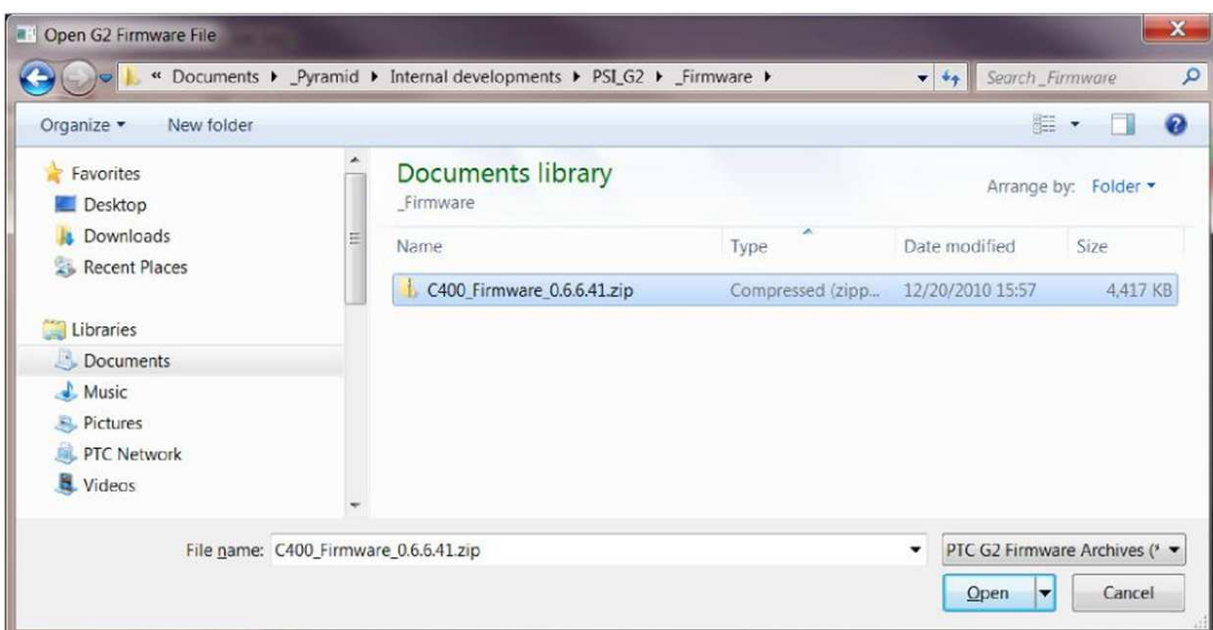 Open G2 Firmware File
« Documents ▸ _Pyramid ▸ Internal developments ▸ PSI_G2 ▸ _Firmware ▸
Search _Firmware
Organize ▾ New folder
Favorites
Desktop
Downloads
Recent Places
Libraries
Documents
Music
Pictures
PTC Network
Videos
Documents library
_Firmware
Arrange by: Folder ▾
Name Type Date modified Size
C400_Firmware_0.6.6.41.zip Compressed (zipp... 12/20/2010 15:57 4,417 KB
File name: C400_Firmware_0.6.6.41.zip
PTC G2 Firmware Archives (*
Open Cancel